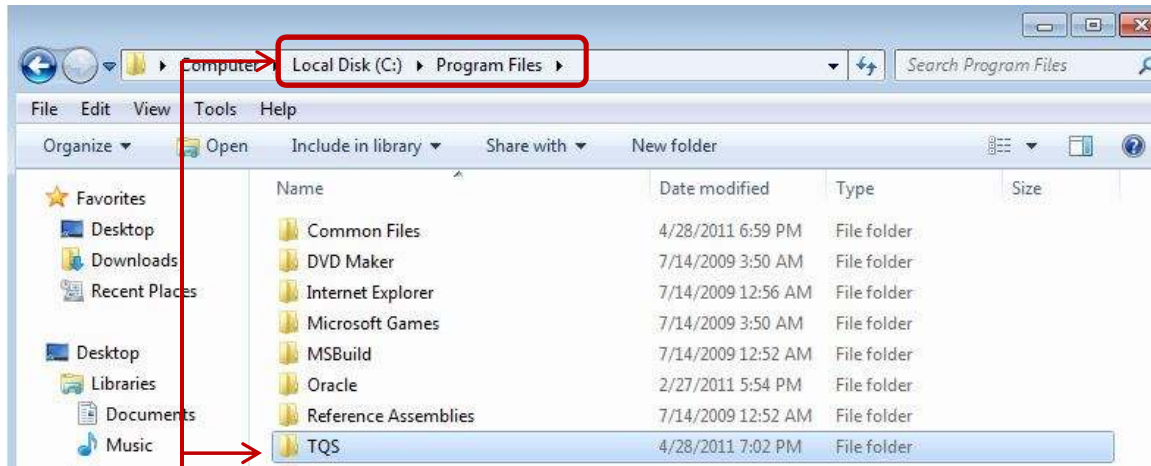 Computer Local Disk (C:) Program Files Search Program Files
File Edit View Tools Help
Organize Open Include in library Share with New folder
Name Date modified Type Size
Favorites
Desktop
Downloads
Recent Places
Desktop
Libraries
Documents
Music
Common Files 4/28/2011 6:59 PM File folder
DVD Maker 7/14/2009 3:50 AM File folder
Internet Explorer 7/14/2009 12:56 AM File folder
Microsoft Games 7/14/2009 3:50 AM File folder
MSBuild 7/14/2009 12:52 AM File folder
Oracle 2/27/2011 5:54 PM File folder
Reference Assemblies 7/14/2009 12:52 AM File folder
TQS 4/28/2011 7:02 PM File folder